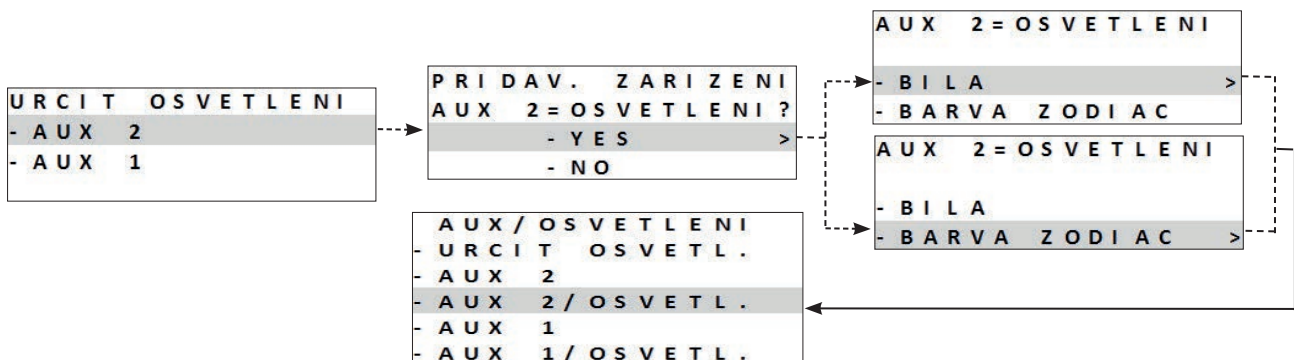 URCIT OSVETLENI
- AUX 2
- AUX 1
PRIDAV. ZARIZENI
AUX 2=OSVETLENI?
- YES >
- NO
AUX 2=OSVETLENI
- BILA >
- BARVA ZODIAC
AUX 2=OSVETLENI
- BILA
- BARVA ZODIAC >
AUX/OSVETLENI
- URCIT OSVETL.
- AUX 2
- AUX 2/OSVETL.
- AUX 1
- AUX 1/OSVETL.